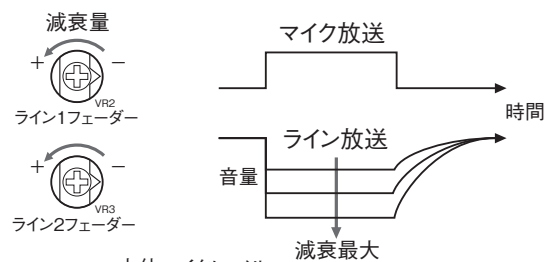 減衰量
+ −
VR2
ライン1フェーダー
+ −
VR3
ライン2フェーダー
マイク放送
時間
ライン放送
音量
減衰最大